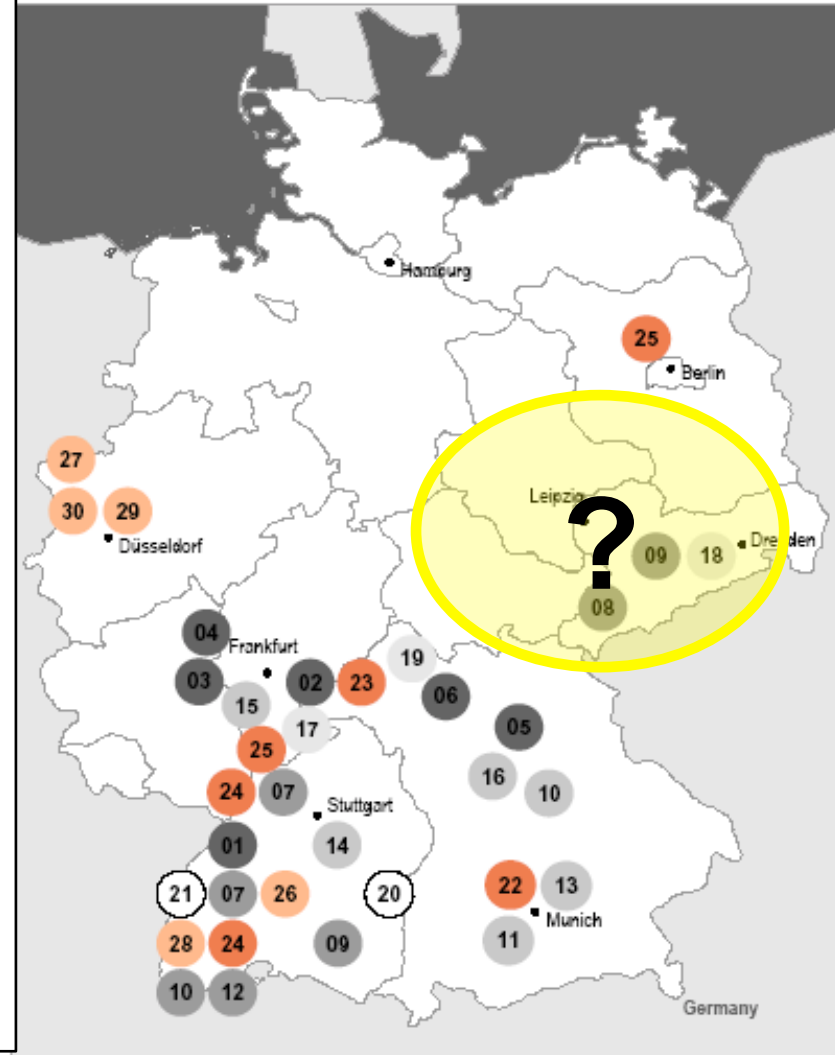 Hamburg
25
Berlin
27
Leipzig
30 29
?
Düsseldorf
09 18 Dresden
08
04
Frankfurt
19
03 02 23
06
15
17
05
25
16
24 07 10
Stuttgart
01 14
21 07 26 20 22 13
Munich
28 24 09 11
10 12
Germany